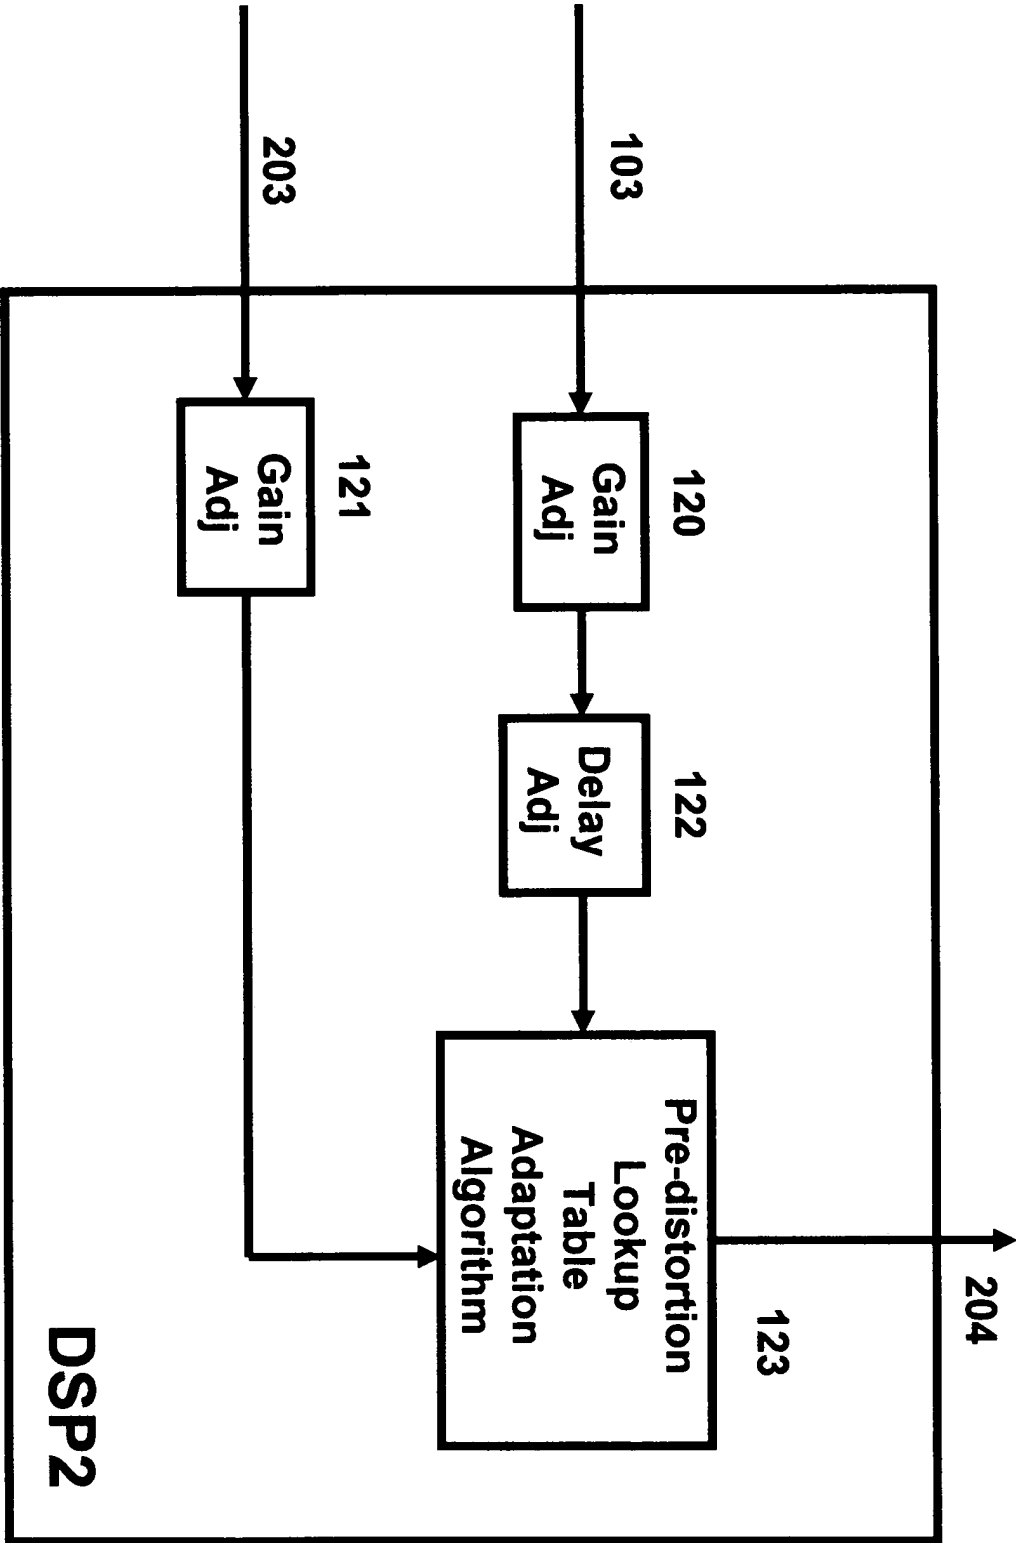 204
123
Pre-distortion
Lookup
Table
Adaptation
Algorithm
103
120
Gain
Adj
122
Delay
Adj
203
121
Gain
Adj
DSP2